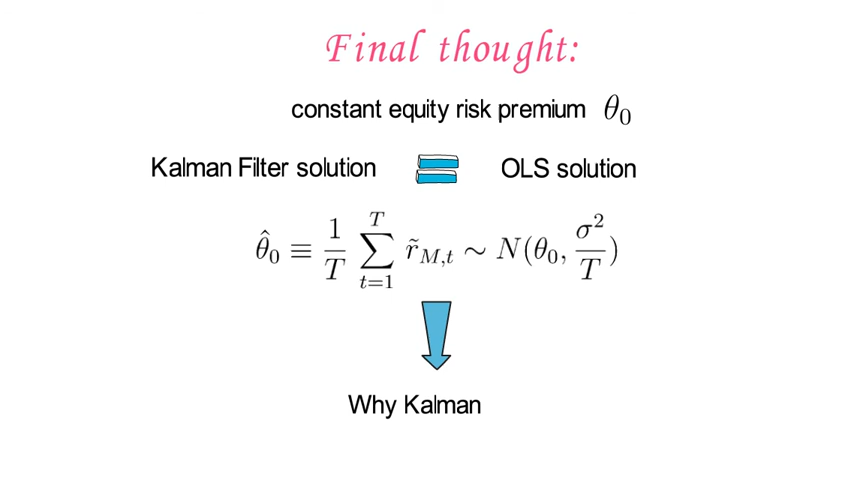 Final thought:
constant equity risk premium θ₀
Kalman Filter solution = OLS solution
θ̂₀ ≡ 1/T ∑_{t=1}^{T} r̃_{M,t} ∼ N(θ₀, σ²/T)
Why Kalman